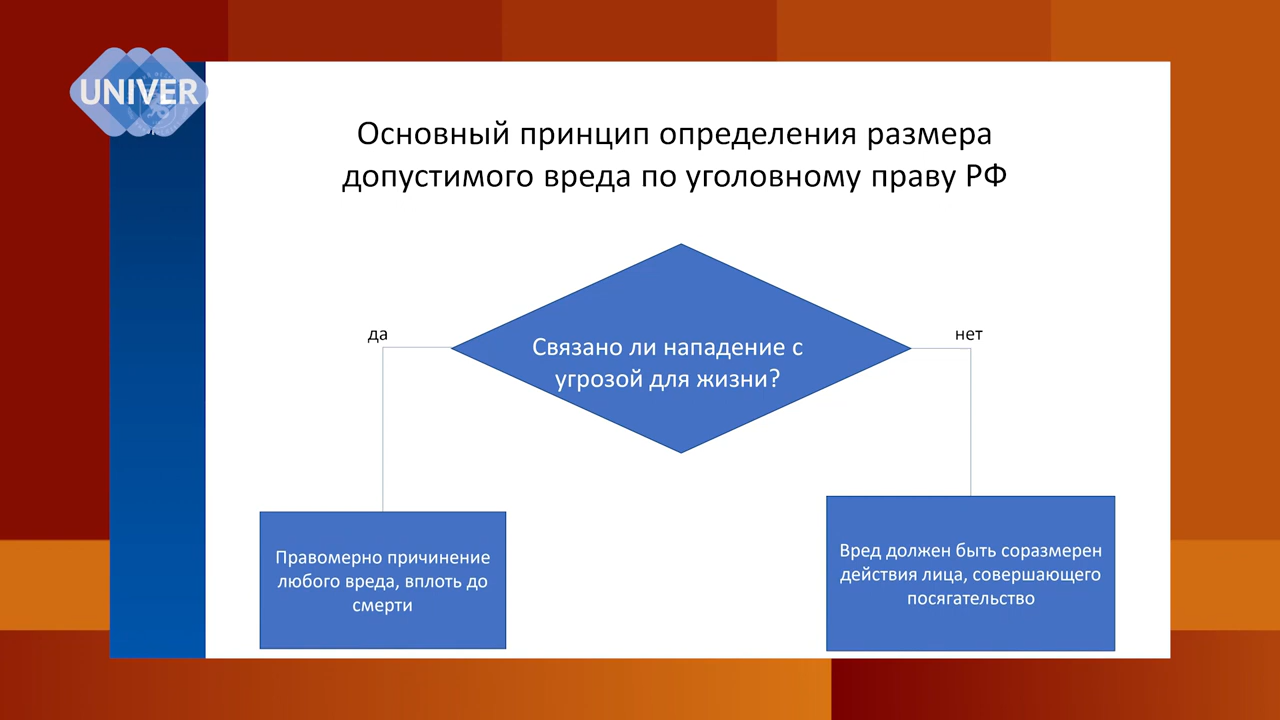 UNIVER
Основный принцип определения размера
допустимого вреда по уголовному праву РФ
да
нет
Связано ли нападение с
угрозой для жизни?
Правомерно причинение
любого вреда, вплоть до
смерти
Вред должен быть соразмерен
действия лица, совершающего
посягательство